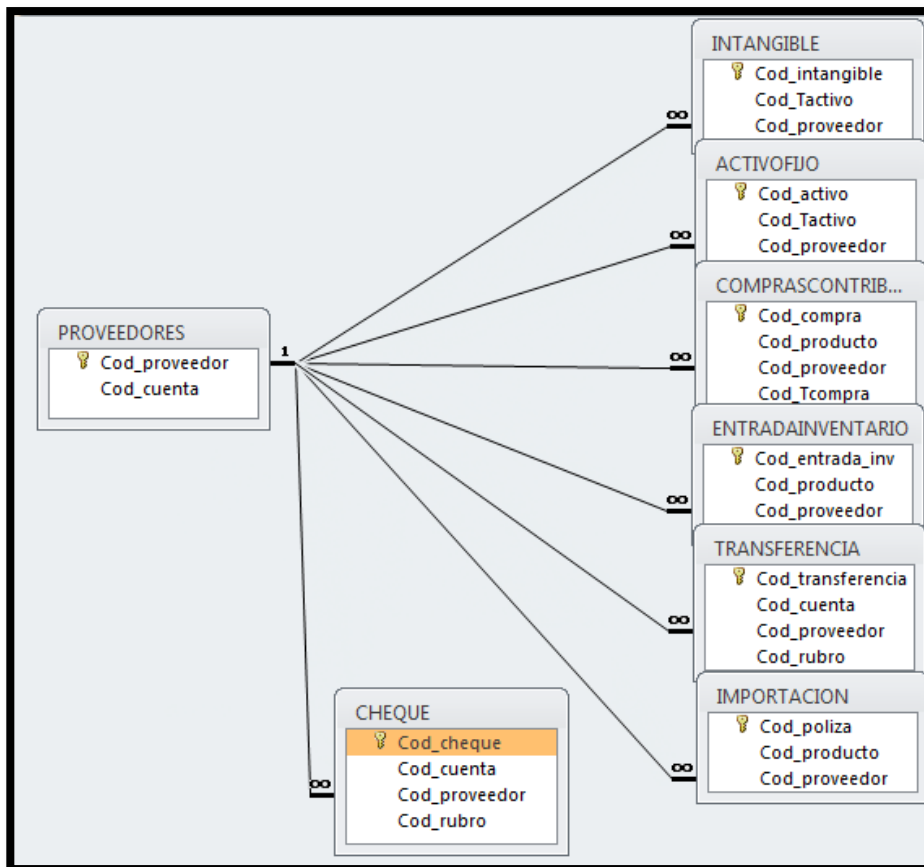 PROVEEDORES
Cod_proveedor
Cod_cuenta
1
INTANGIBLE
Cod_intangible
Cod_Tactivo
Cod_proveedor
∞
ACTIVOFIJO
Cod_activo
Cod_Tactivo
Cod_proveedor
∞
COMPRASCONTRIB...
Cod_compra
Cod_producto
Cod_proveedor
Cod_Tcompra
∞
ENTRADAINVENTARIO
Cod_entrada_inv
Cod_producto
Cod_proveedor
∞
TRANSFERENCIA
Cod_transferencia
Cod_cuenta
Cod_proveedor
Cod_rubro
∞
IMPORTACION
Cod_poliza
Cod_producto
Cod_proveedor
∞
CHEQUE
Cod_cheque
Cod_cuenta
Cod_proveedor
Cod_rubro
∞